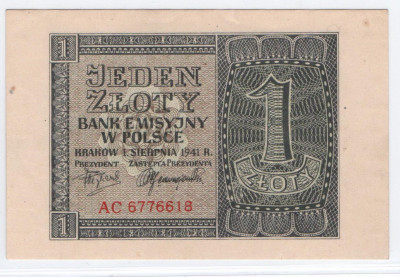 1
JEDEN
ZŁOTY
BANK EMISYJNY
W POLSCE
KRAKÓW 1. SIERPNIA 1941 R.
PREZYDENT ZASTĘPCA PREZYDENTA
AC 6776618
1
1
ZŁOTY